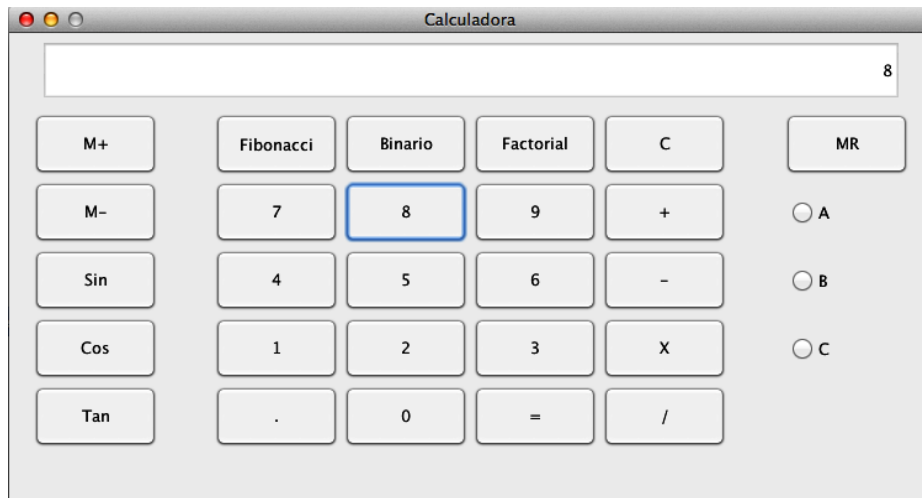 Calculadora
8
M+ Fibonacci Binario Factorial C MR
M- 7 8 9 + A
Sin 4 5 6 - B
Cos 1 2 3 X C
Tan . 0 = /